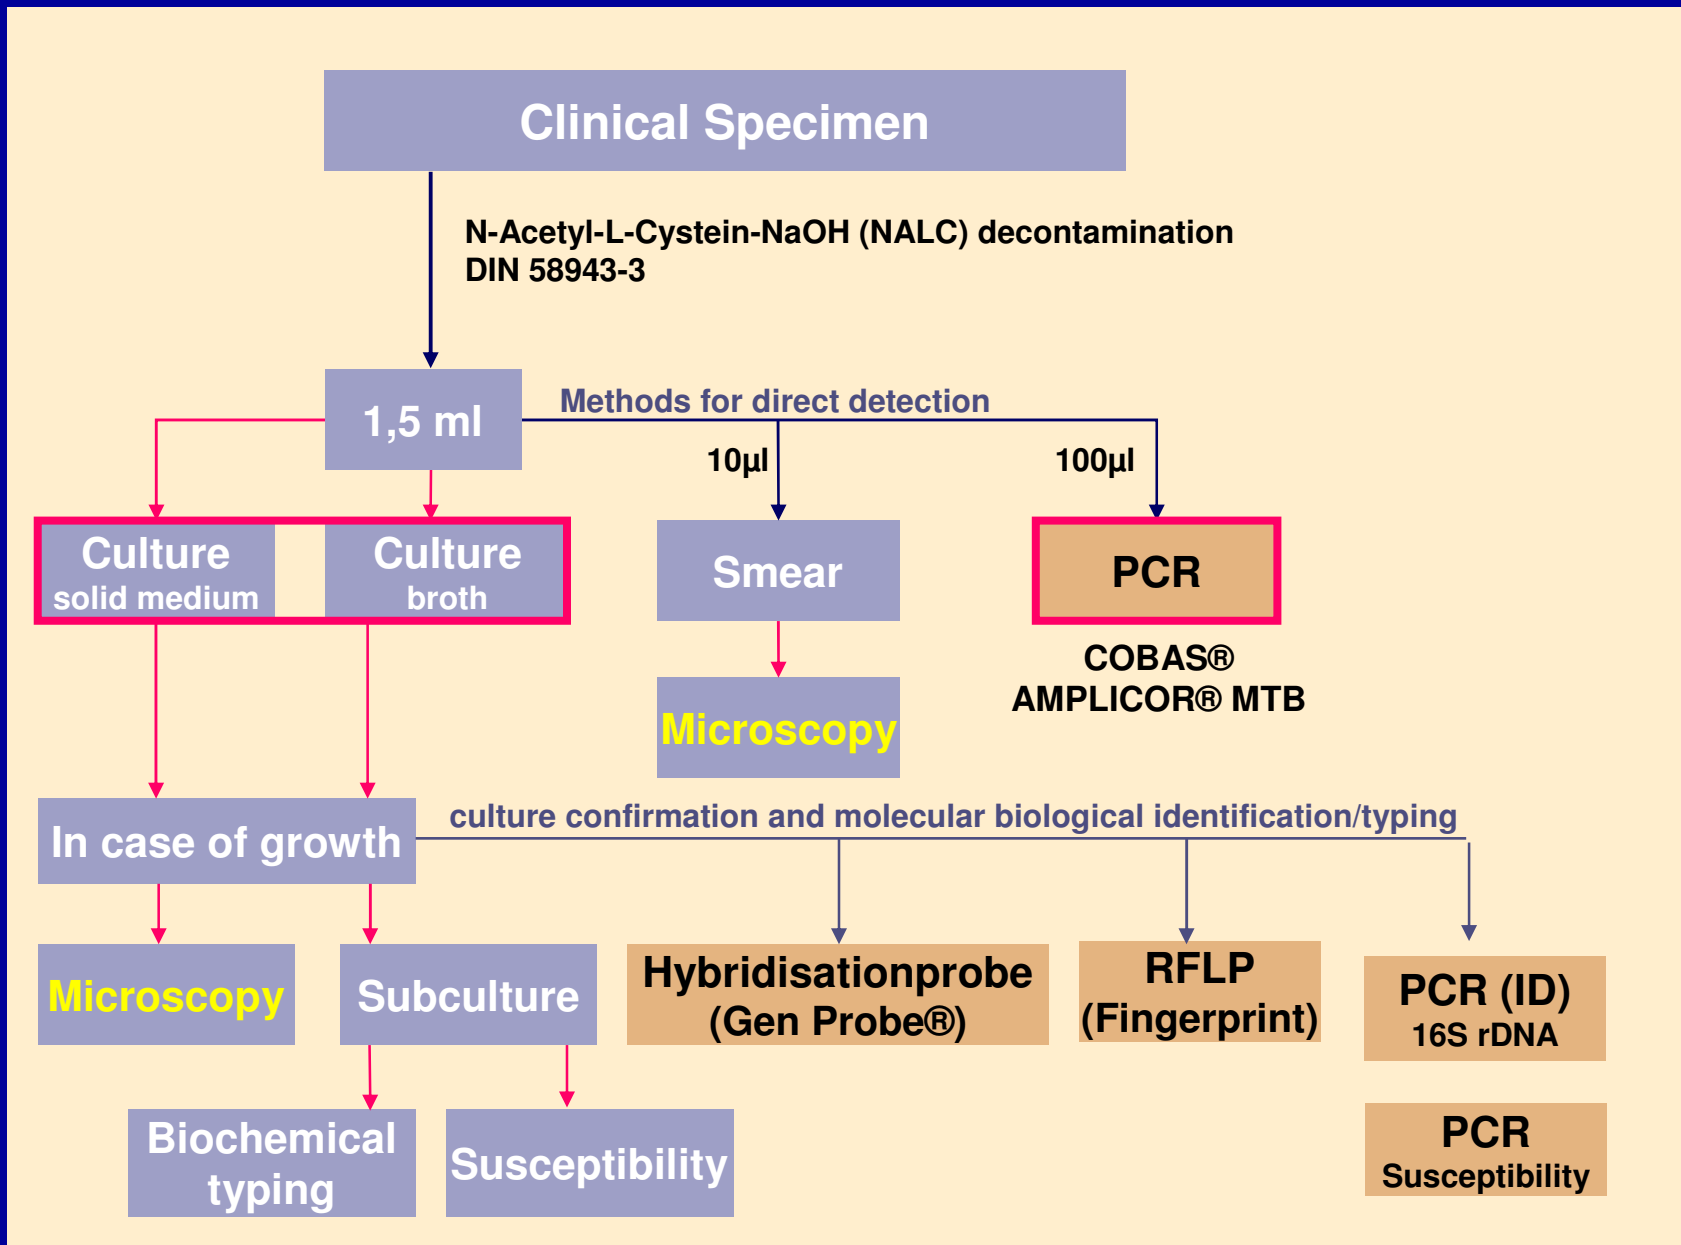 Clinical Specimen
N-Acetyl-L-Cystein-NaOH (NALC) decontamination
DIN 58943-3
1,5 ml
Methods for direct detection
10µl
100µl
Culture
solid medium
Culture
broth
Smear
PCR
COBAS®
AMPLICOR® MTB
Microscopy
In case of growth
culture confirmation and molecular biological identification/typing
Microscopy
Subculture
Hybridisationprobe
(Gen Probe®)
RFLP
(Fingerprint)
PCR (ID)
16S rDNA
Biochemical
typing
Susceptibility
PCR
Susceptibility